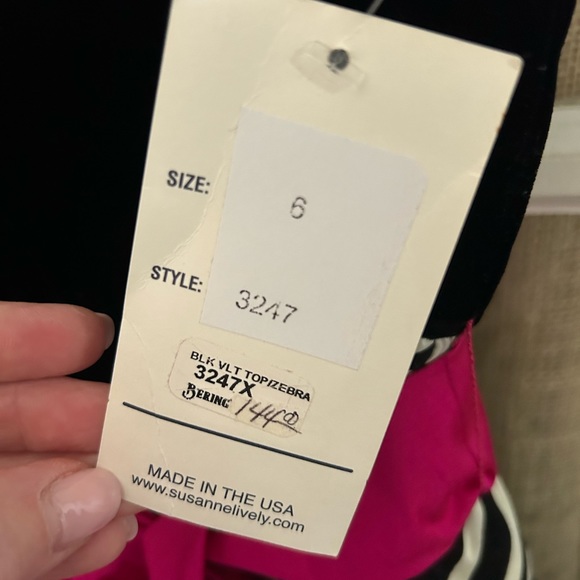 SIZE: 6
STYLE: 3247
BLK VLT TOP/ZEBRA
3247X
BERING 144.00
MADE IN THE USA
www.susannelively.com